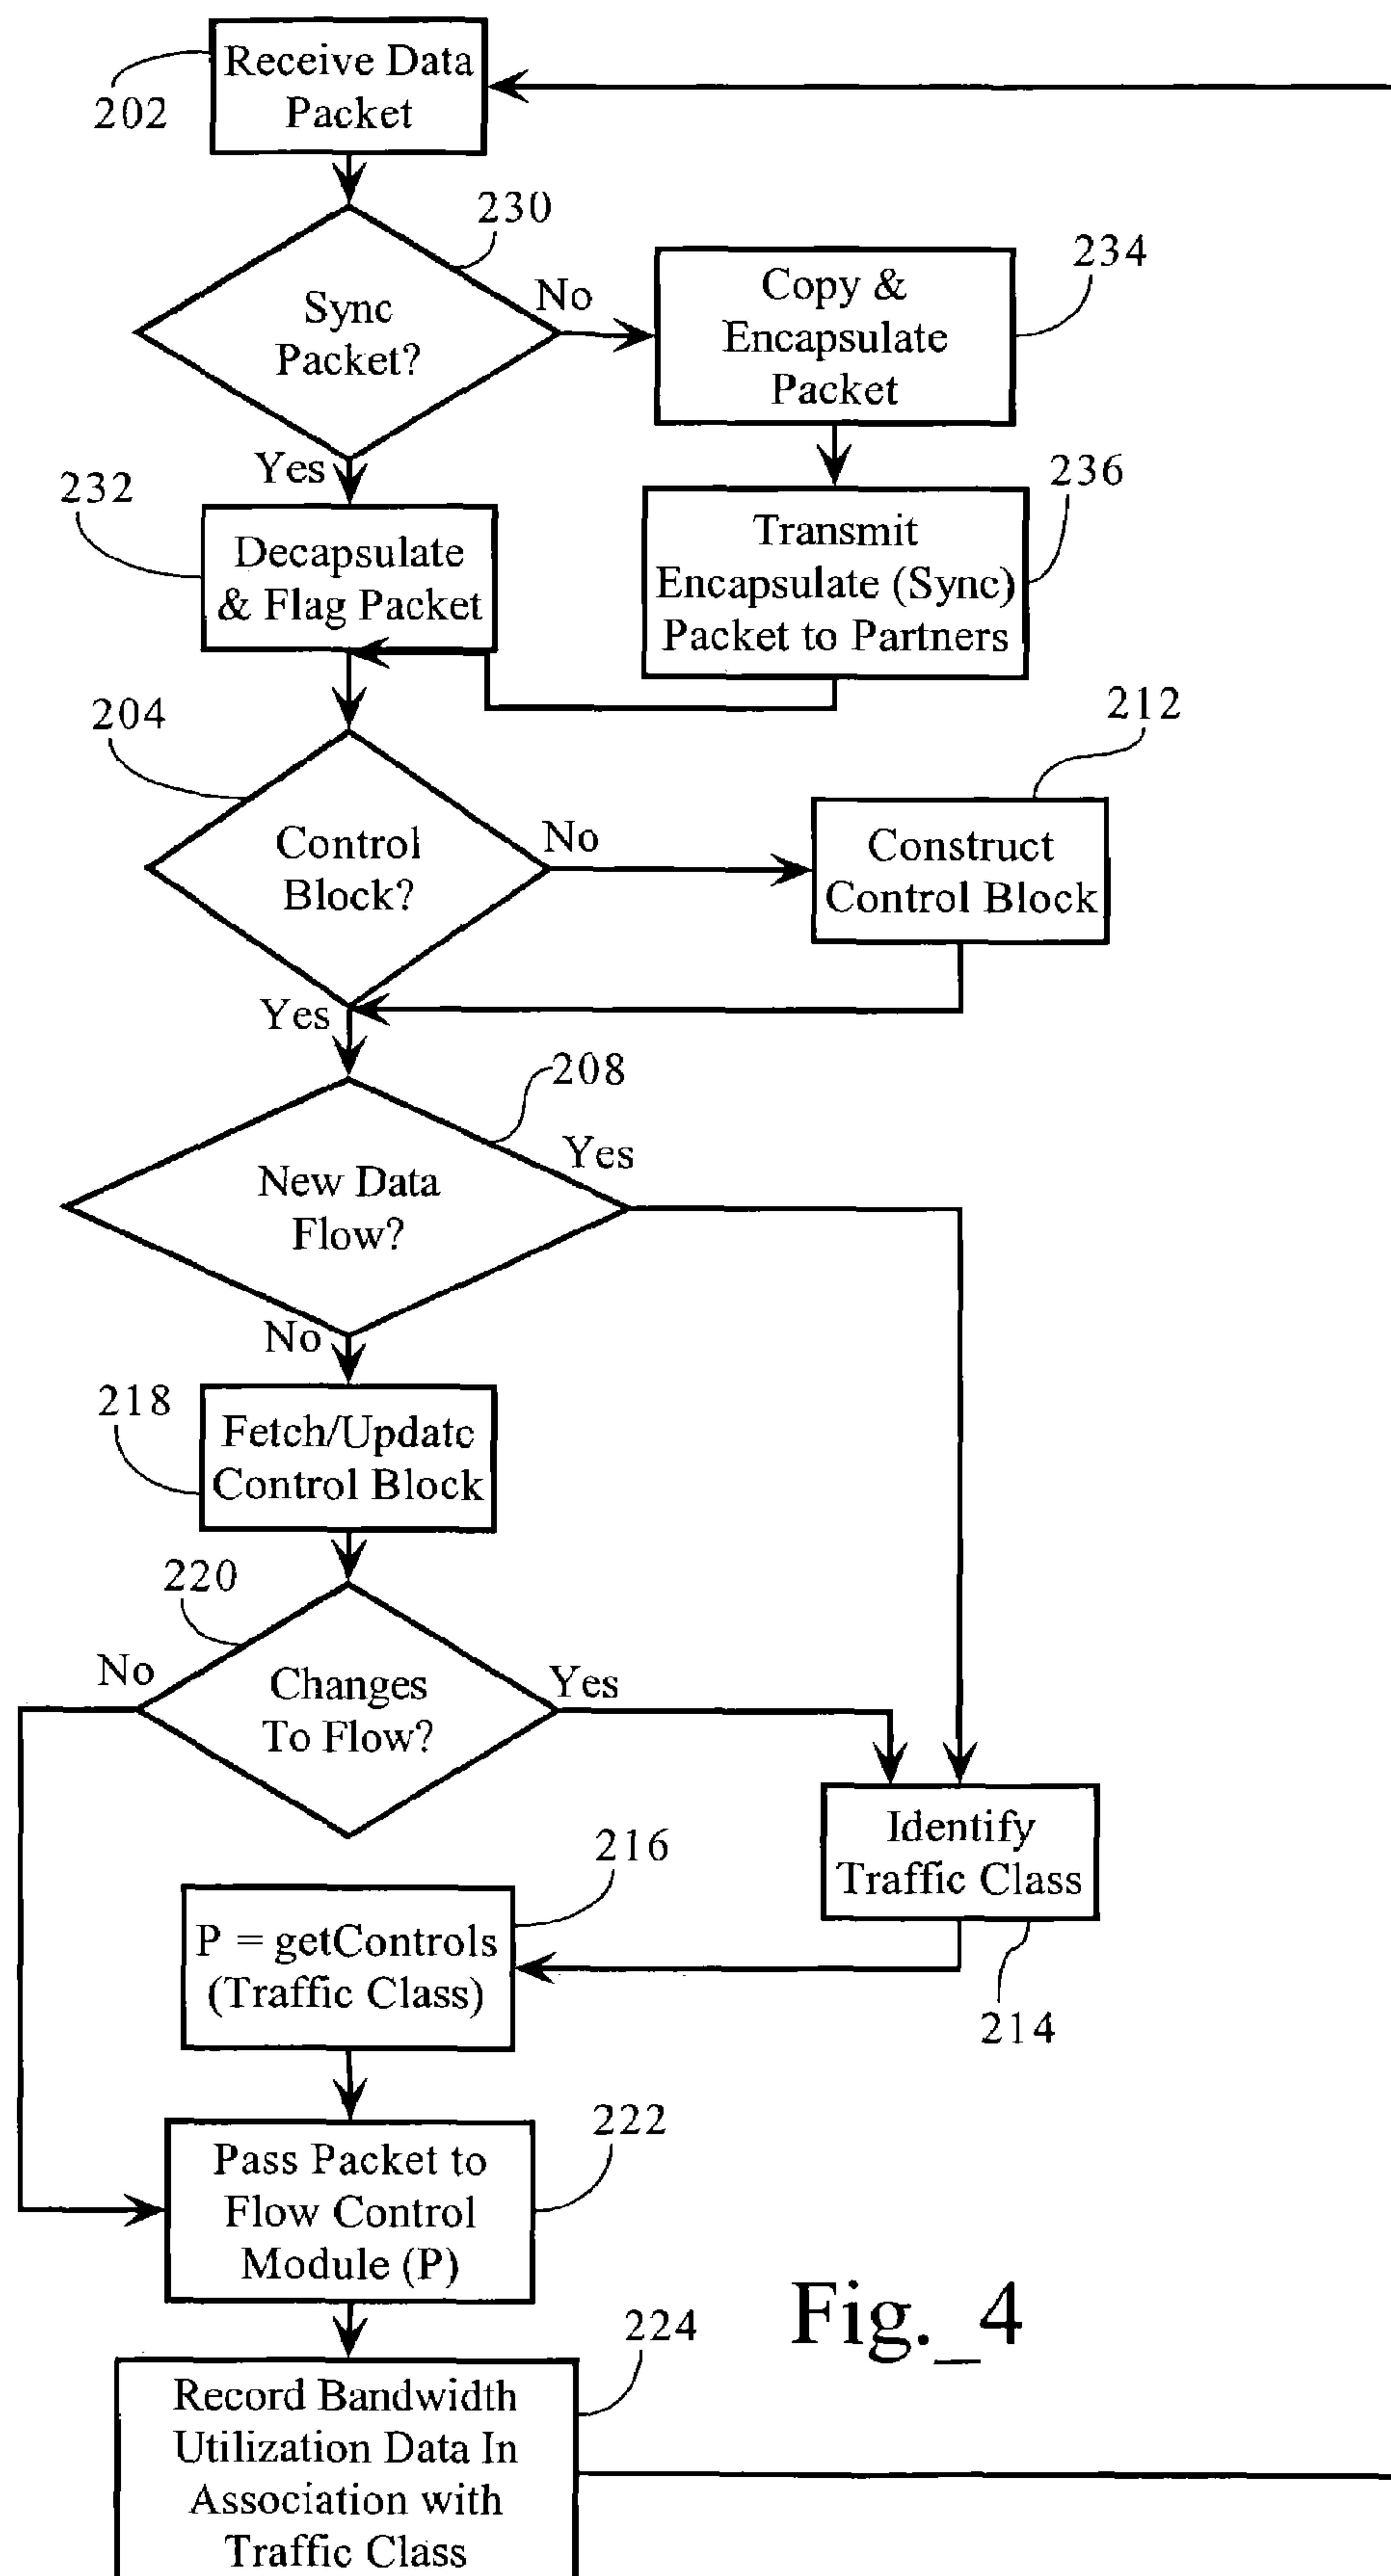 Receive Data
Packet
202
230
Sync
Packet?
No
Copy &
Encapsulate
Packet
234
Yes
232
Decapsulate
& Flag Packet
Transmit
Encapsulate (Sync)
Packet to Partners
236
204
Control
Block?
No
212
Construct
Control Block
Yes
208
New Data
Flow?
Yes
No
218
Fetch/Update
Control Block
220
No
Changes
To Flow?
Yes
Identify
Traffic Class
214
216
P = getControls
(Traffic Class)
222
Pass Packet to
Flow Control
Module (P)
224
Record Bandwidth
Utilization Data In
Association with
Traffic Class
Fig._4